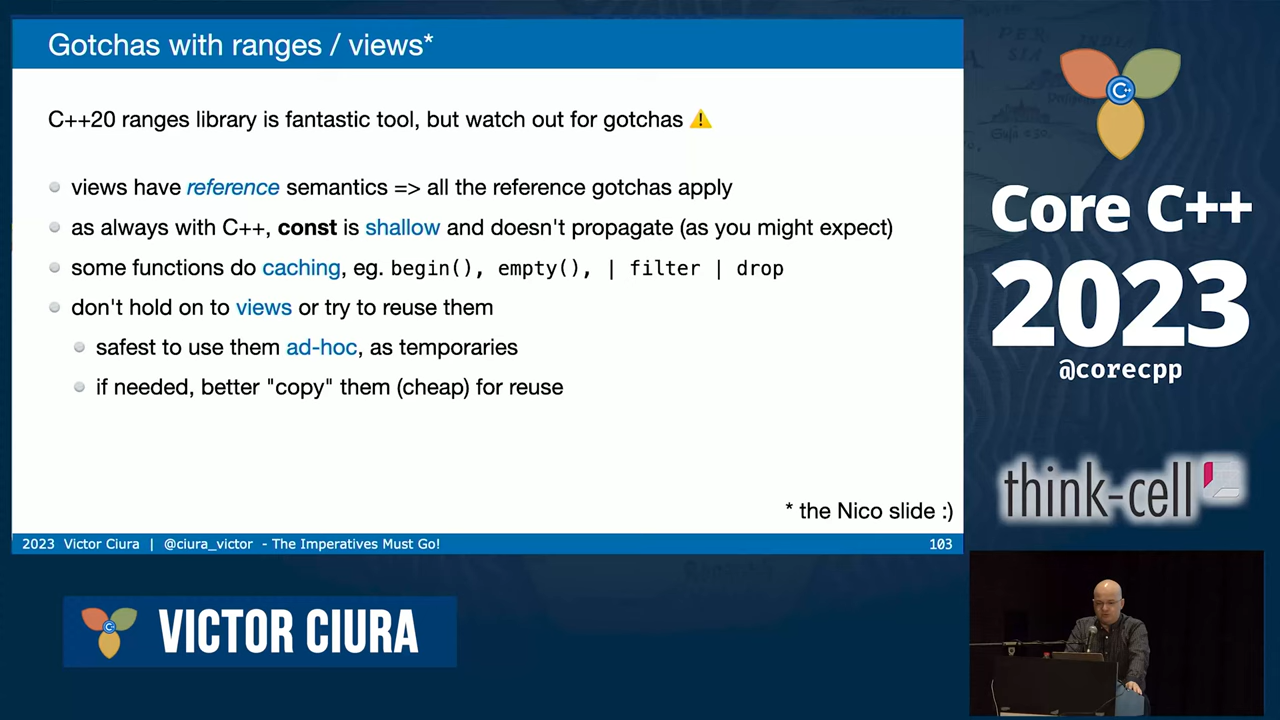 Gotchas with ranges / views*
C++20 ranges library is fantastic tool, but watch out for gotchas ⚠️
views have reference semantics => all the reference gotchas apply
as always with C++, const is shallow and doesn't propagate (as you might expect)
some functions do caching, eg. begin(), empty(), | filter | drop
don't hold on to views or try to reuse them
safest to use them ad-hoc, as temporaries
if needed, better "copy" them (cheap) for reuse
* the Nico slide :)
2023 Victor Ciura | @ciura_victor - The Imperatives Must Go!
103
C++
Core C++
2023
@corecpp
think-cell
C++
VICTOR CIURA